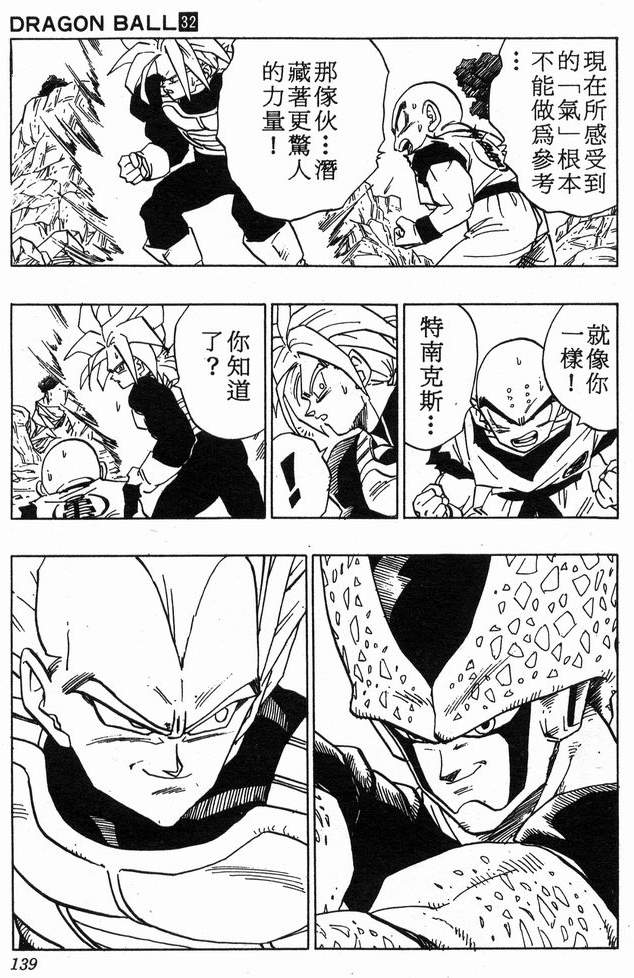 DRAGON BALL 32
現在所感受到
的「氣」根本
不能做爲參考
…
那傢伙…潛
藏著更驚人
的力量！
就像你
一樣！
特南克斯…
！
你知道
了？
139